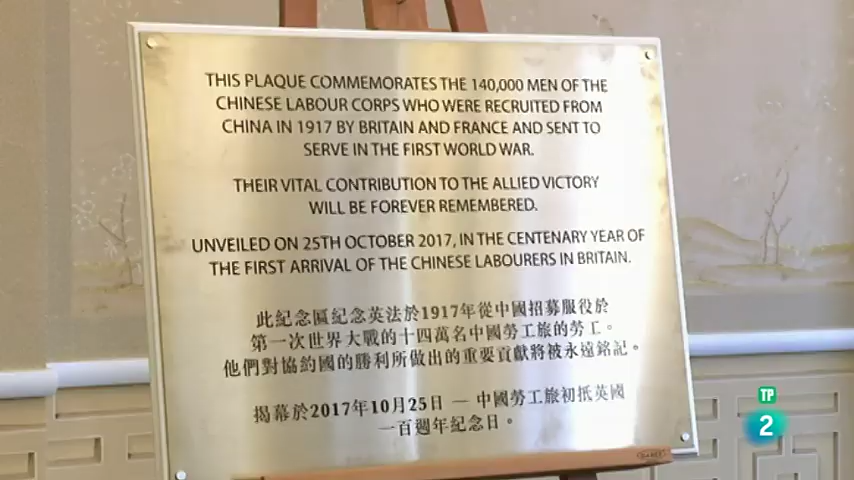 THIS PLAQUE COMMEMORATES THE 140,000 MEN OF THE
CHINESE LABOUR CORPS WHO WERE RECRUITED FROM
CHINA IN 1917 BY BRITAIN AND FRANCE AND SENT TO
SERVE IN THE FIRST WORLD WAR.
THEIR VITAL CONTRIBUTION TO THE ALLIED VICTORY
WILL BE FOREVER REMEMBERED.
UNVEILED ON 25TH OCTOBER 2017, IN THE CENTENARY YEAR OF
THE FIRST ARRIVAL OF THE CHINESE LABOURERS IN BRITAIN.
此紀念匾紀念英法於1917年從中國招募服役於
第一次世界大戰的十四萬名中國勞工旅的勞工。
他們對協約國的勝利所做出的重要貢獻將被永遠銘記。
揭幕於2017年10月25日 — 中國勞工旅初抵英國
一百週年紀念日。
TP
2